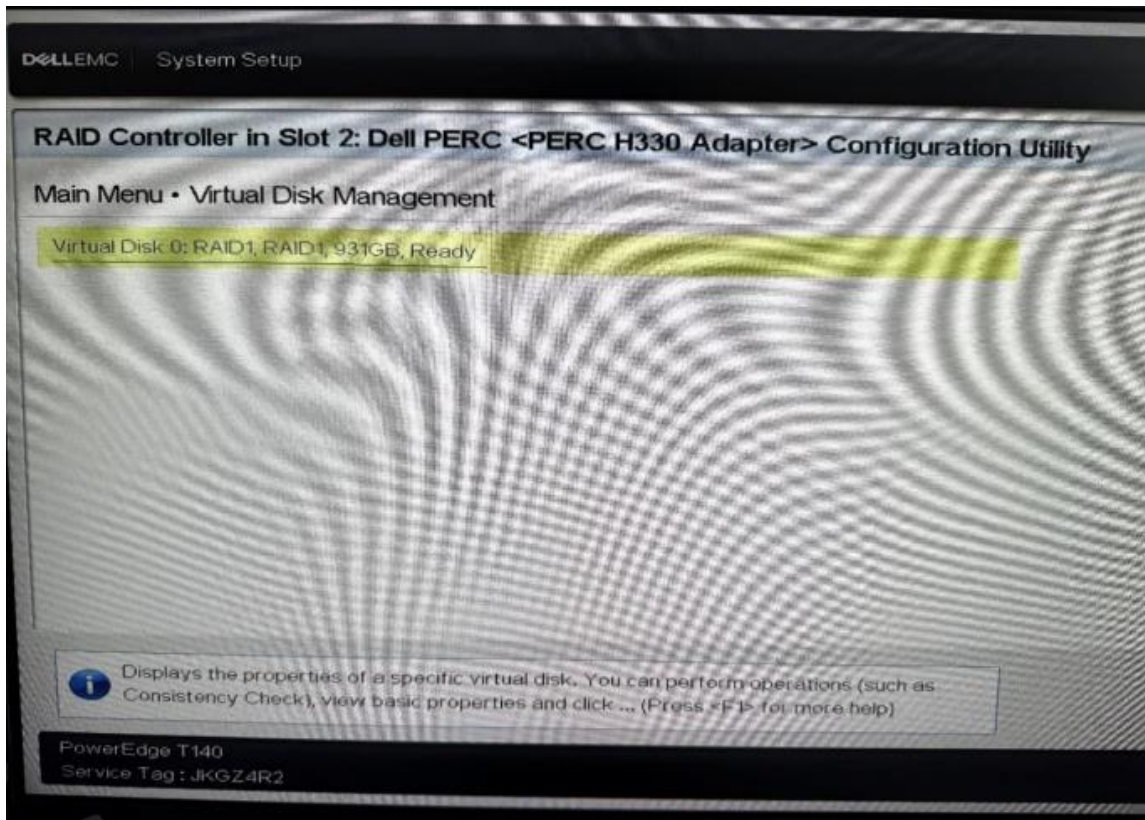 DELLEMC System Setup
RAID Controller in Slot 2: Dell PERC <PERC H330 Adapter> Configuration Utility
Main Menu • Virtual Disk Management
Virtual Disk 0: RAID1, RAID1, 931GB, Ready
Displays the properties of a specific virtual disk. You can perform operations (such as
Consistency Check), view basic properties and click ... (Press <F1> for more help)
PowerEdge T140
Service Tag : JKGZ4R2